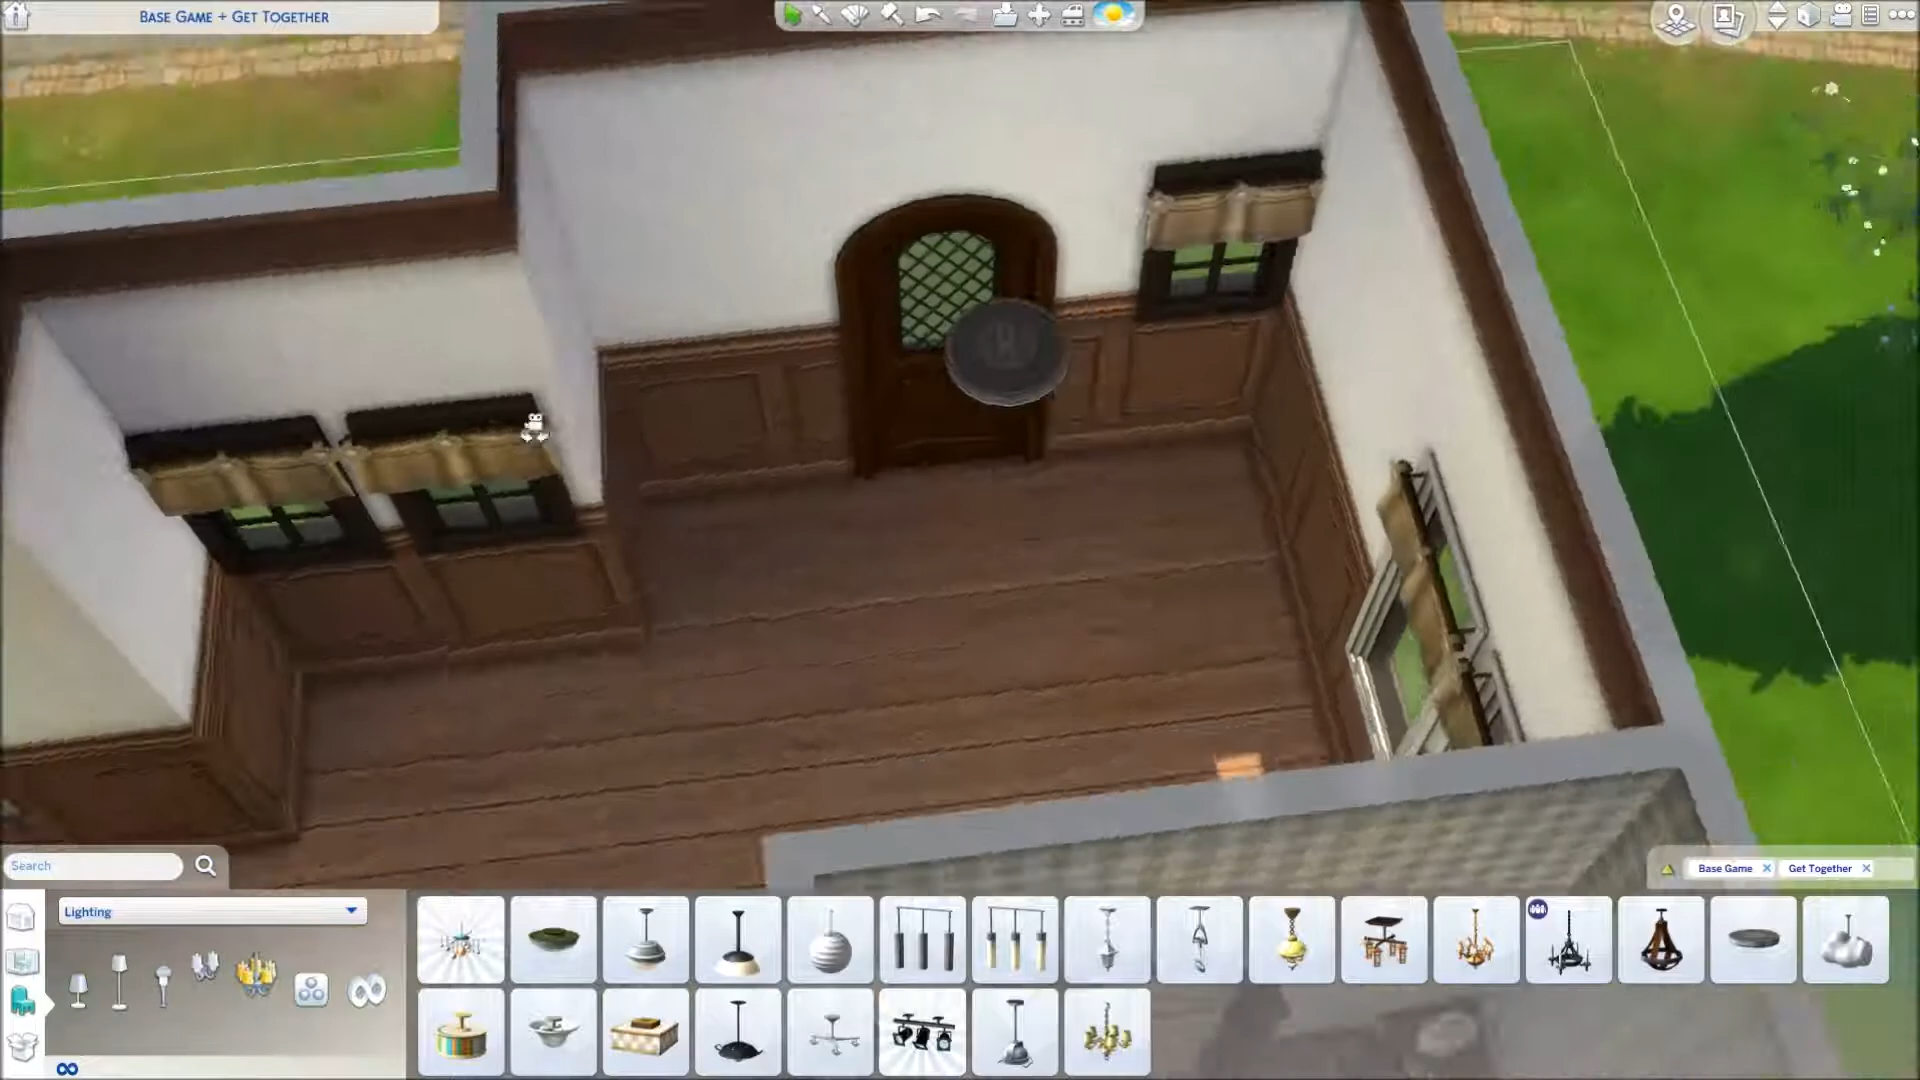 BASE GAME + GET TOGETHER
Search
Base Game
Get Together
Lighting